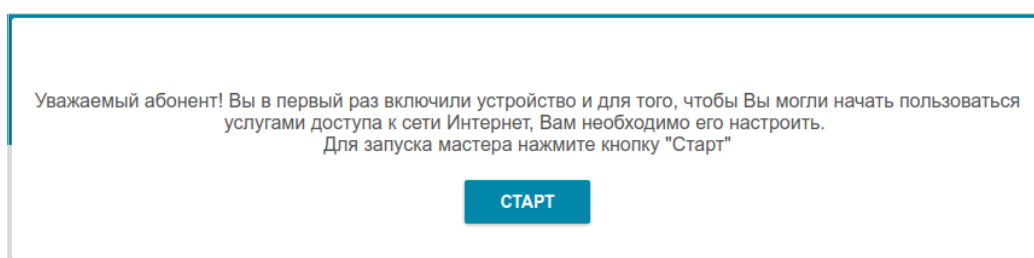 Уважаемый абонент! Вы в первый раз включили устройство и для того, чтобы Вы могли начать пользоваться
услугами доступа к сети Интернет, Вам необходимо его настроить.
Для запуска мастера нажмите кнопку "Старт"
СТАРТ